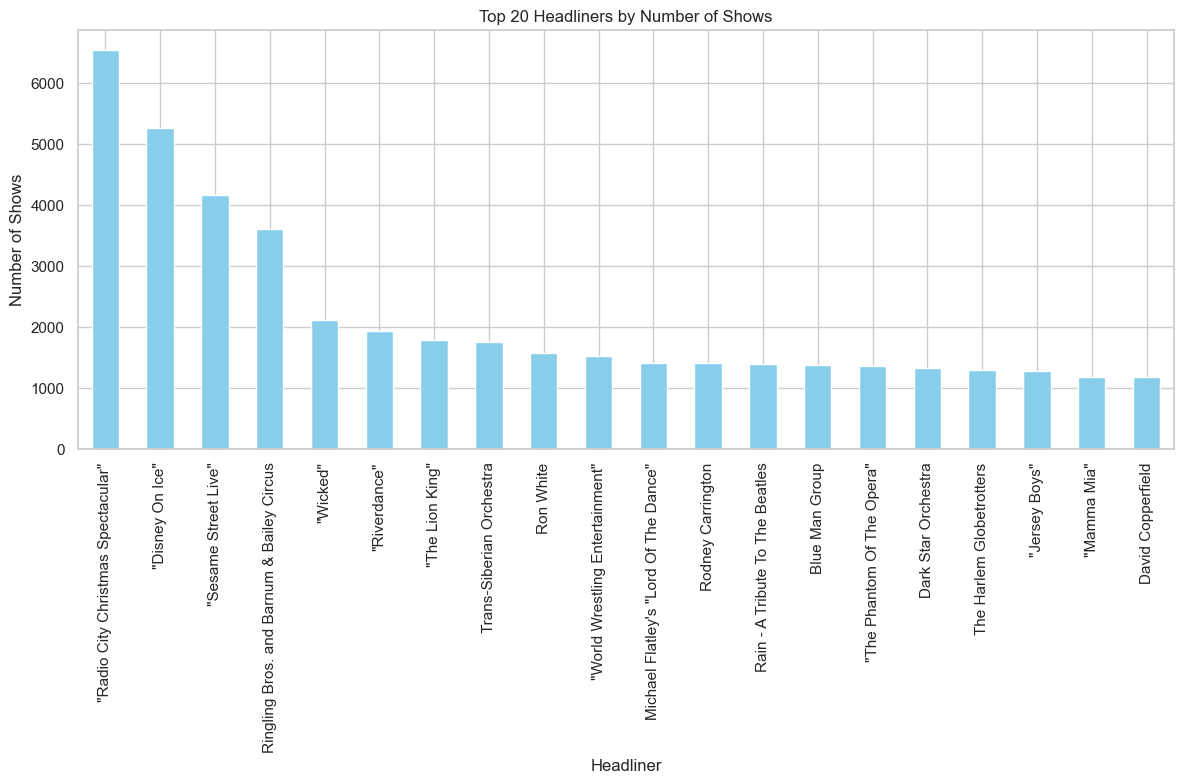 Top 20 Headliners by Number of Shows
Number of Shows
6000
5000
4000
3000
2000
1000
0
"Radio City Christmas Spectacular"
"Disney On Ice"
"Sesame Street Live"
Ringling Bros. and Barnum & Bailey Circus
"Wicked"
"Riverdance"
"The Lion King"
Trans-Siberian Orchestra
Ron White
"World Wrestling Entertainment"
Michael Flatley's "Lord Of The Dance"
Rodney Carrington
Rain - A Tribute To The Beatles
Blue Man Group
"The Phantom Of The Opera"
Dark Star Orchestra
The Harlem Globetrotters
"Jersey Boys"
"Mamma Mia"
David Copperfield
Headliner